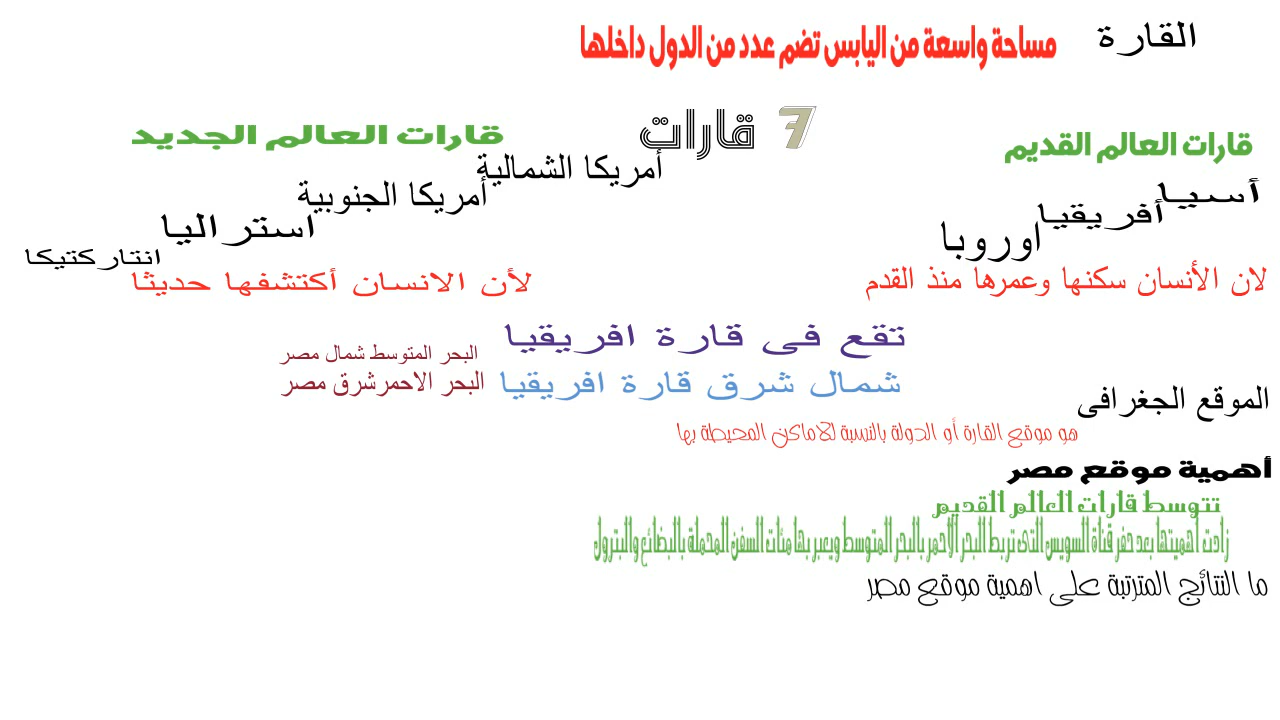 القارة
مساحة واسعة من اليابس تضم عدد من الدول داخلها
7 قارات
قارات العالم القديم
أسيا
أفريقيا
اوروبا
لان الأنسان سكنها وعمرها منذ القدم
قارات العالم الجديد
أمريكا الشمالية
أمريكا الجنوبية
استراليا
انتاركتيكا
لأن الانسان أكتشفها حديثا
الموقع الجغرافى
تقع فى قارة افريقيا
شمال شرق قارة افريقيا
البحر المتوسط شمال مصر
البحر الاحمرشرق مصر
هو موقع القارة أو الدولة بالنسبة للاماكن المحيطة بها
أهمية موقع مصر
تتوسط قارات العالم القديم
زادت أهميتها بعد حفر قناة السويس التى تربط البحر الأحمر بالبحر المتوسط ويعبر بها مئات السفن المحملة بالبضائع والبترول
ما النتائج المترتبة على اهمية موقع مصر